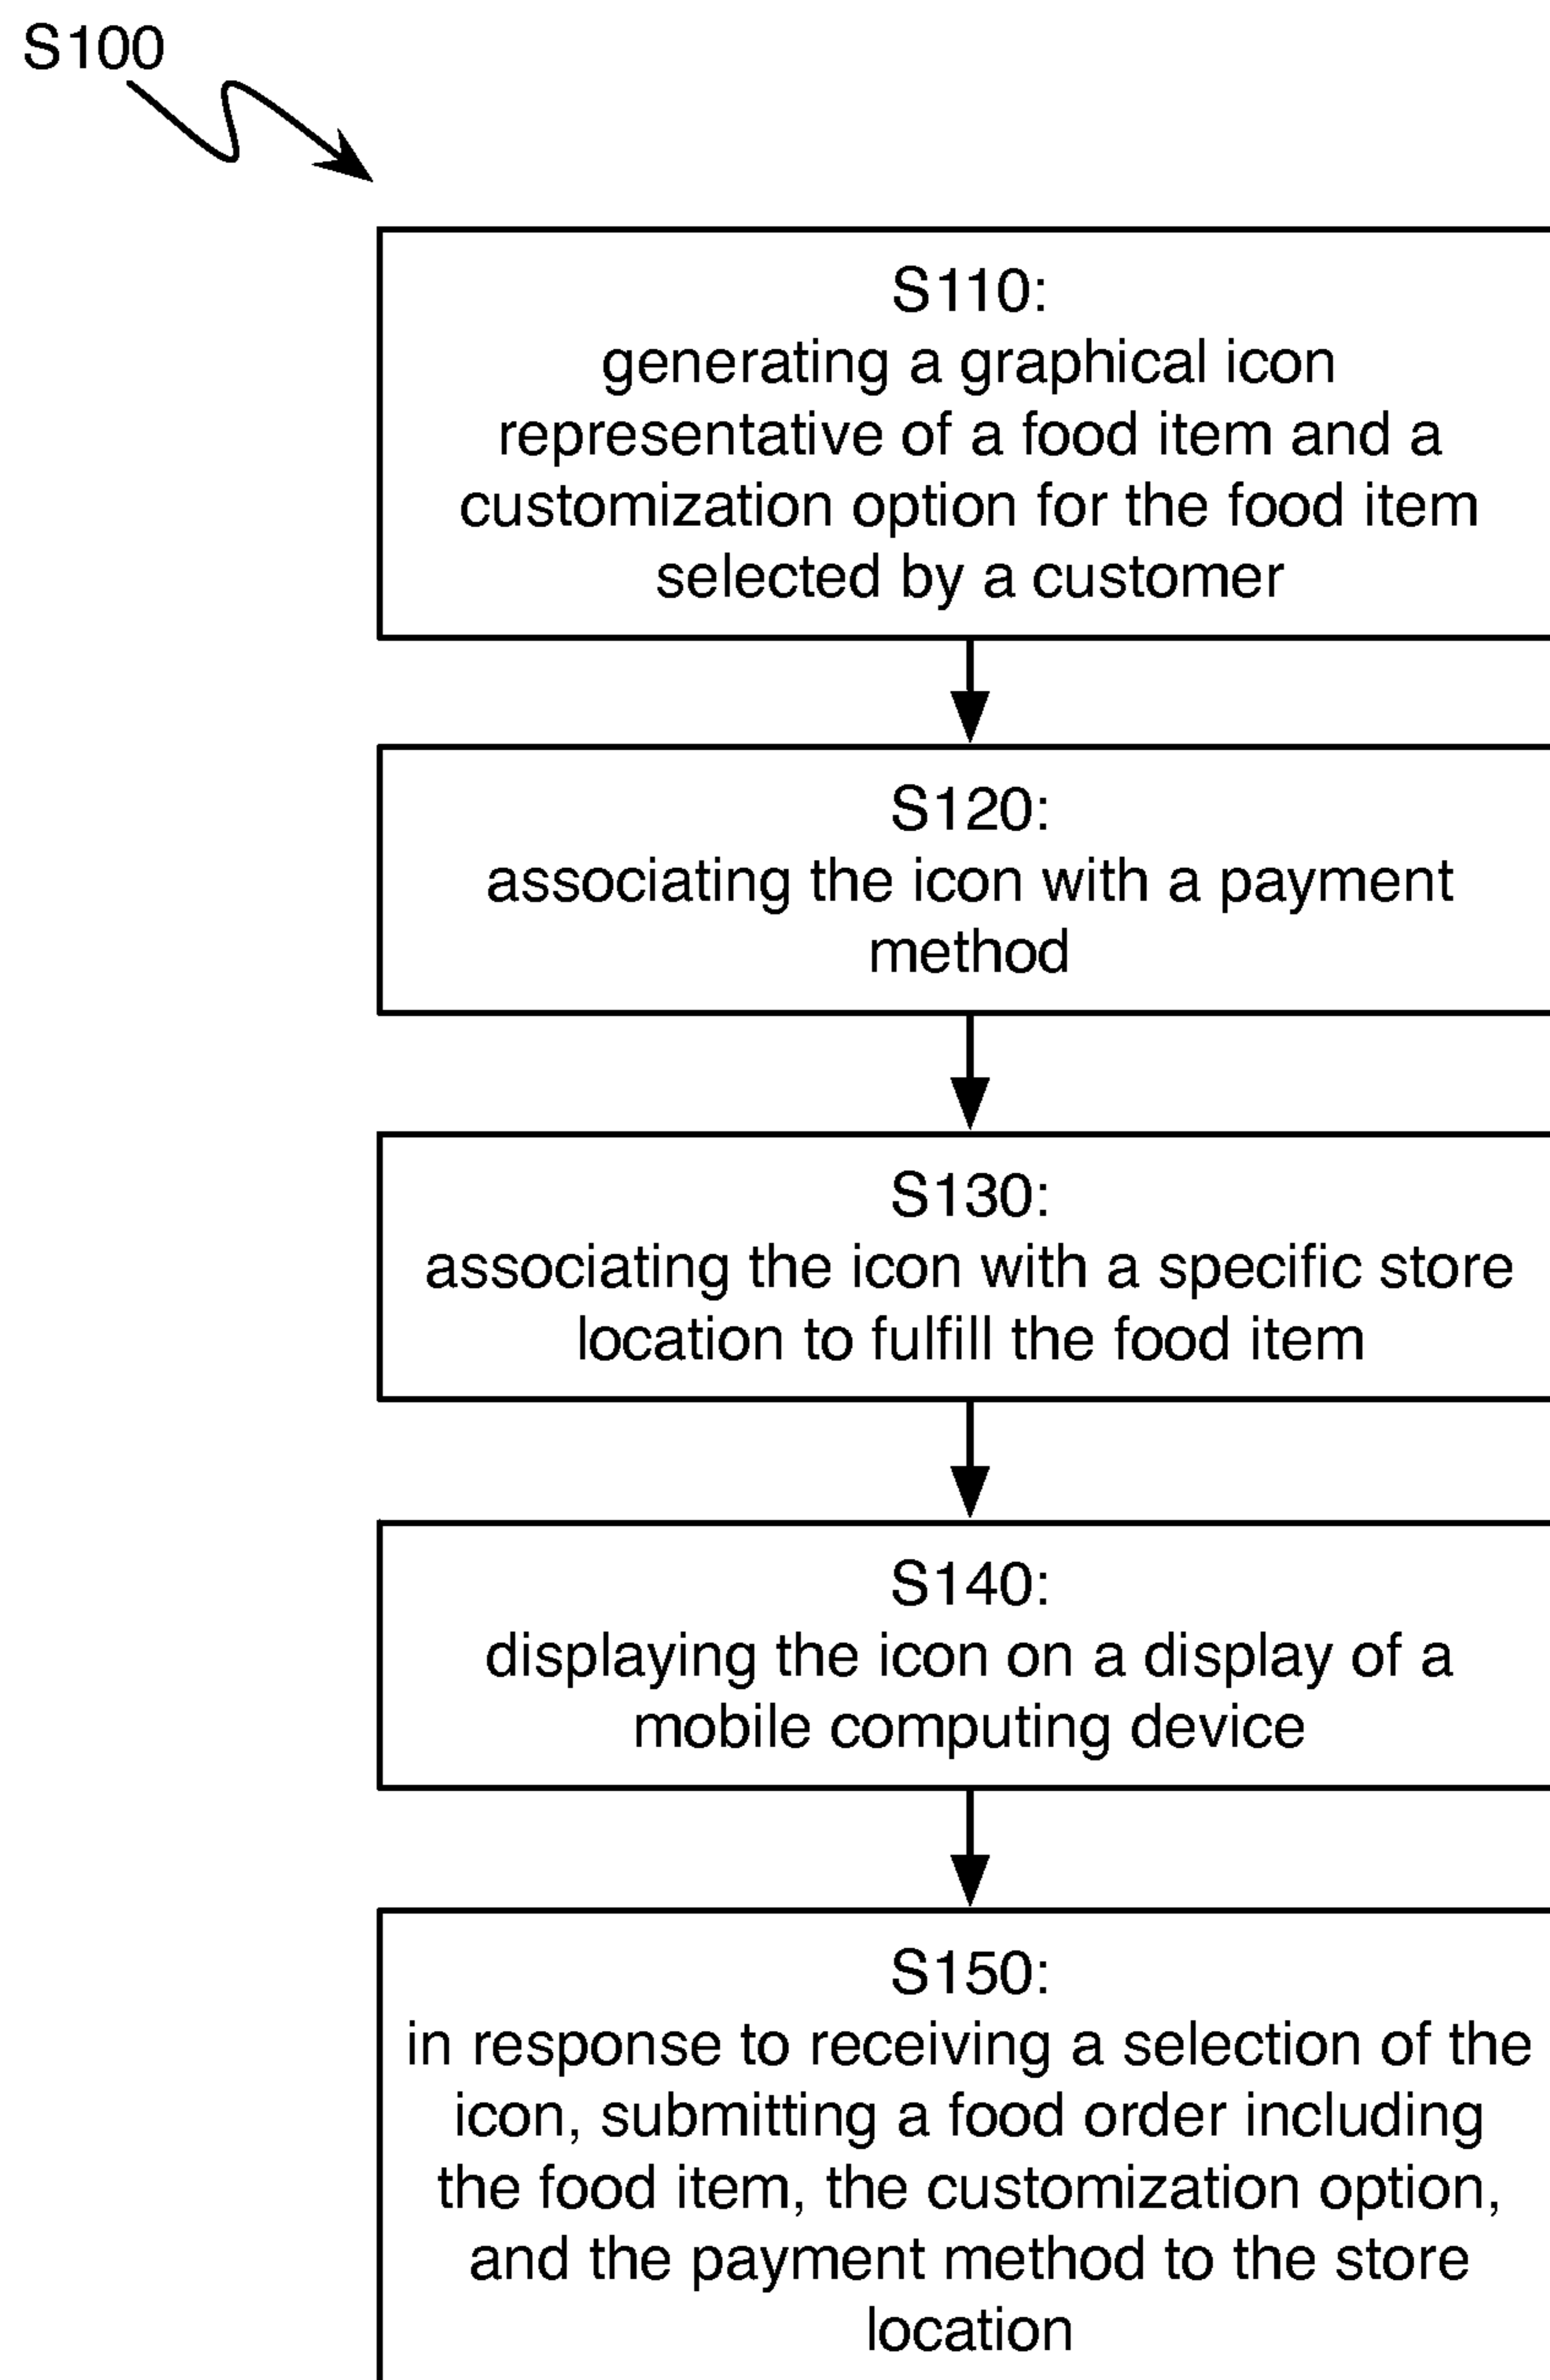 S100
S110:
generating a graphical icon
representative of a food item and a
customization option for the food item
selected by a customer
S120:
associating the icon with a payment
method
S130:
associating the icon with a specific store
location to fulfill the food item
S140:
displaying the icon on a display of a
mobile computing device
S150:
in response to receiving a selection of the
icon, submitting a food order including
the food item, the customization option,
and the payment method to the store
location